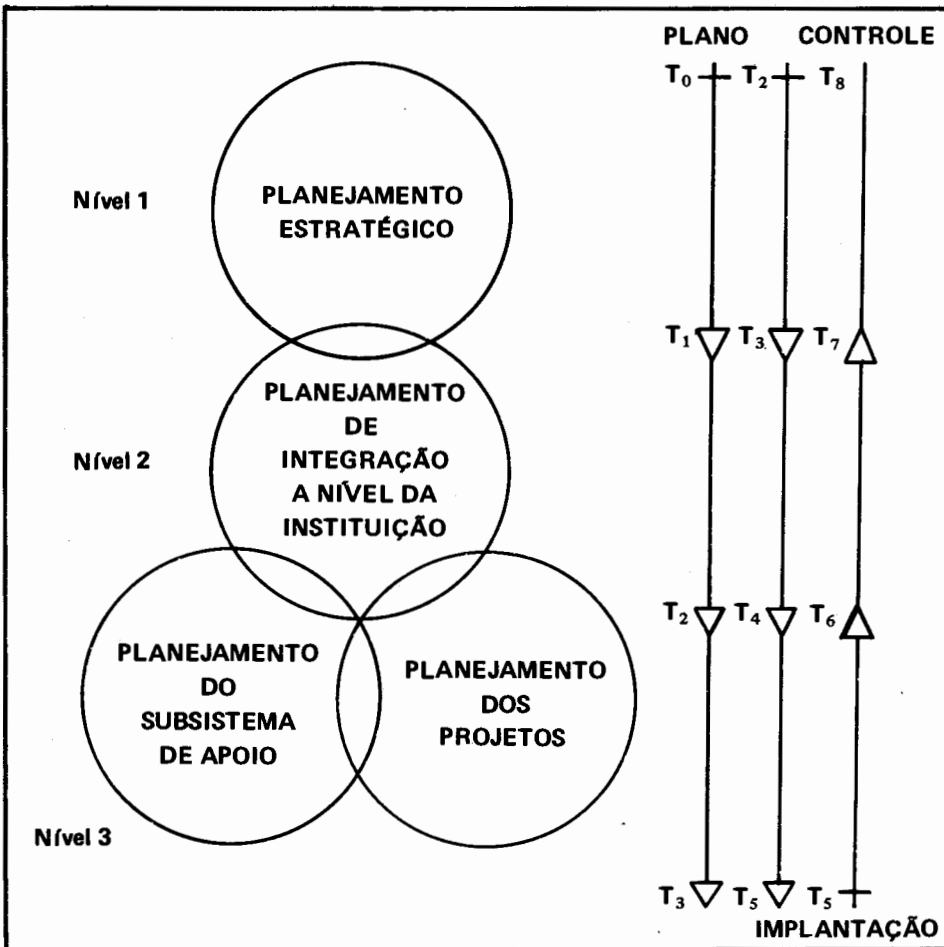 PLANO CONTROLE
T₀ T₂ T₈
Nível 1
PLANEJAMENTO
ESTRATÉGICO
T₁ T₃ T₇
Nível 2
PLANEJAMENTO
DE
INTEGRAÇÃO
A NÍVEL DA
INSTITUIÇÃO
T₂ T₄ T₆
PLANEJAMENTO
DO
SUBSISTEMA
DE APOIO
PLANEJAMENTO
DOS
PROJETOS
Nível 3
T₃ T₅ T₅
IMPLANTAÇÃO